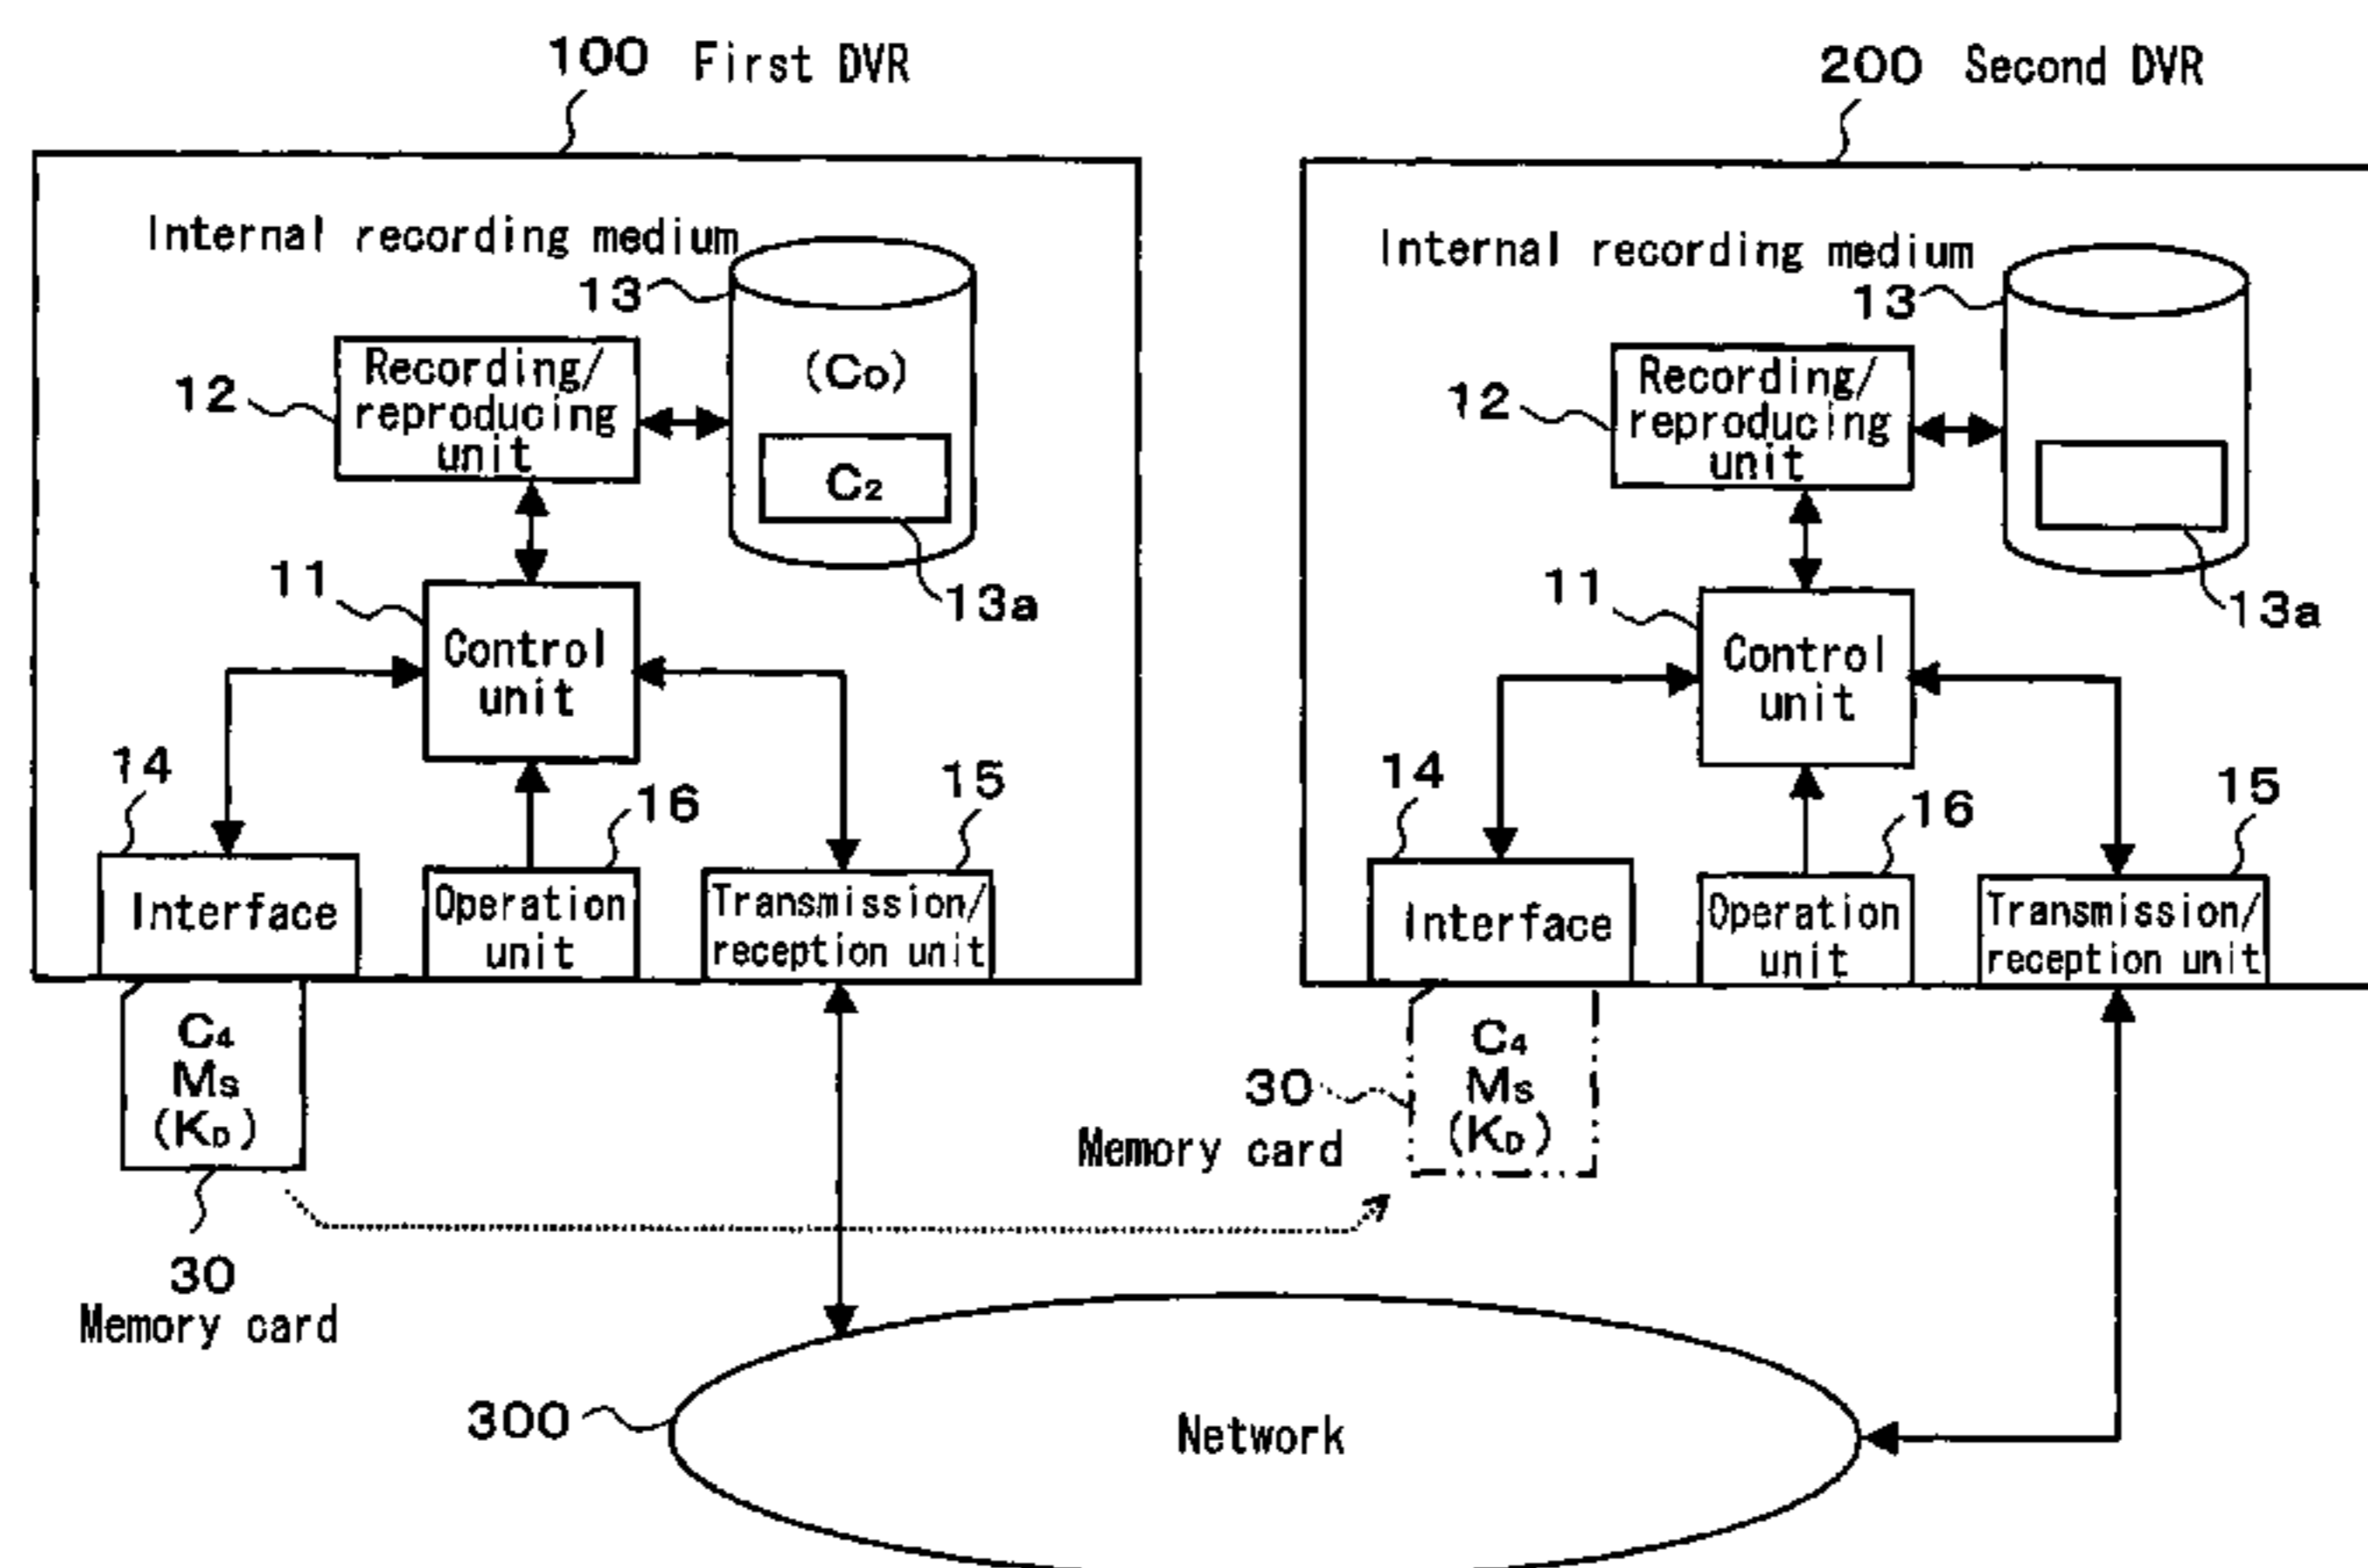 100 First DVR
Internal recording medium
13
(Co)
12
Recording/
reproducing
unit
C2
13a
11
Control
unit
14
16
15
Interface
Operation
unit
Transmission/
reception unit
C4
Ms
(KD)
30
Memory card
200 Second DVR
Internal recording medium
13
12
Recording/
reproducing
unit
13a
11
Control
unit
14
16
15
Interface
Operation
unit
Transmission/
reception unit
C4
Ms
(KD)
30
Memory card
300
Network